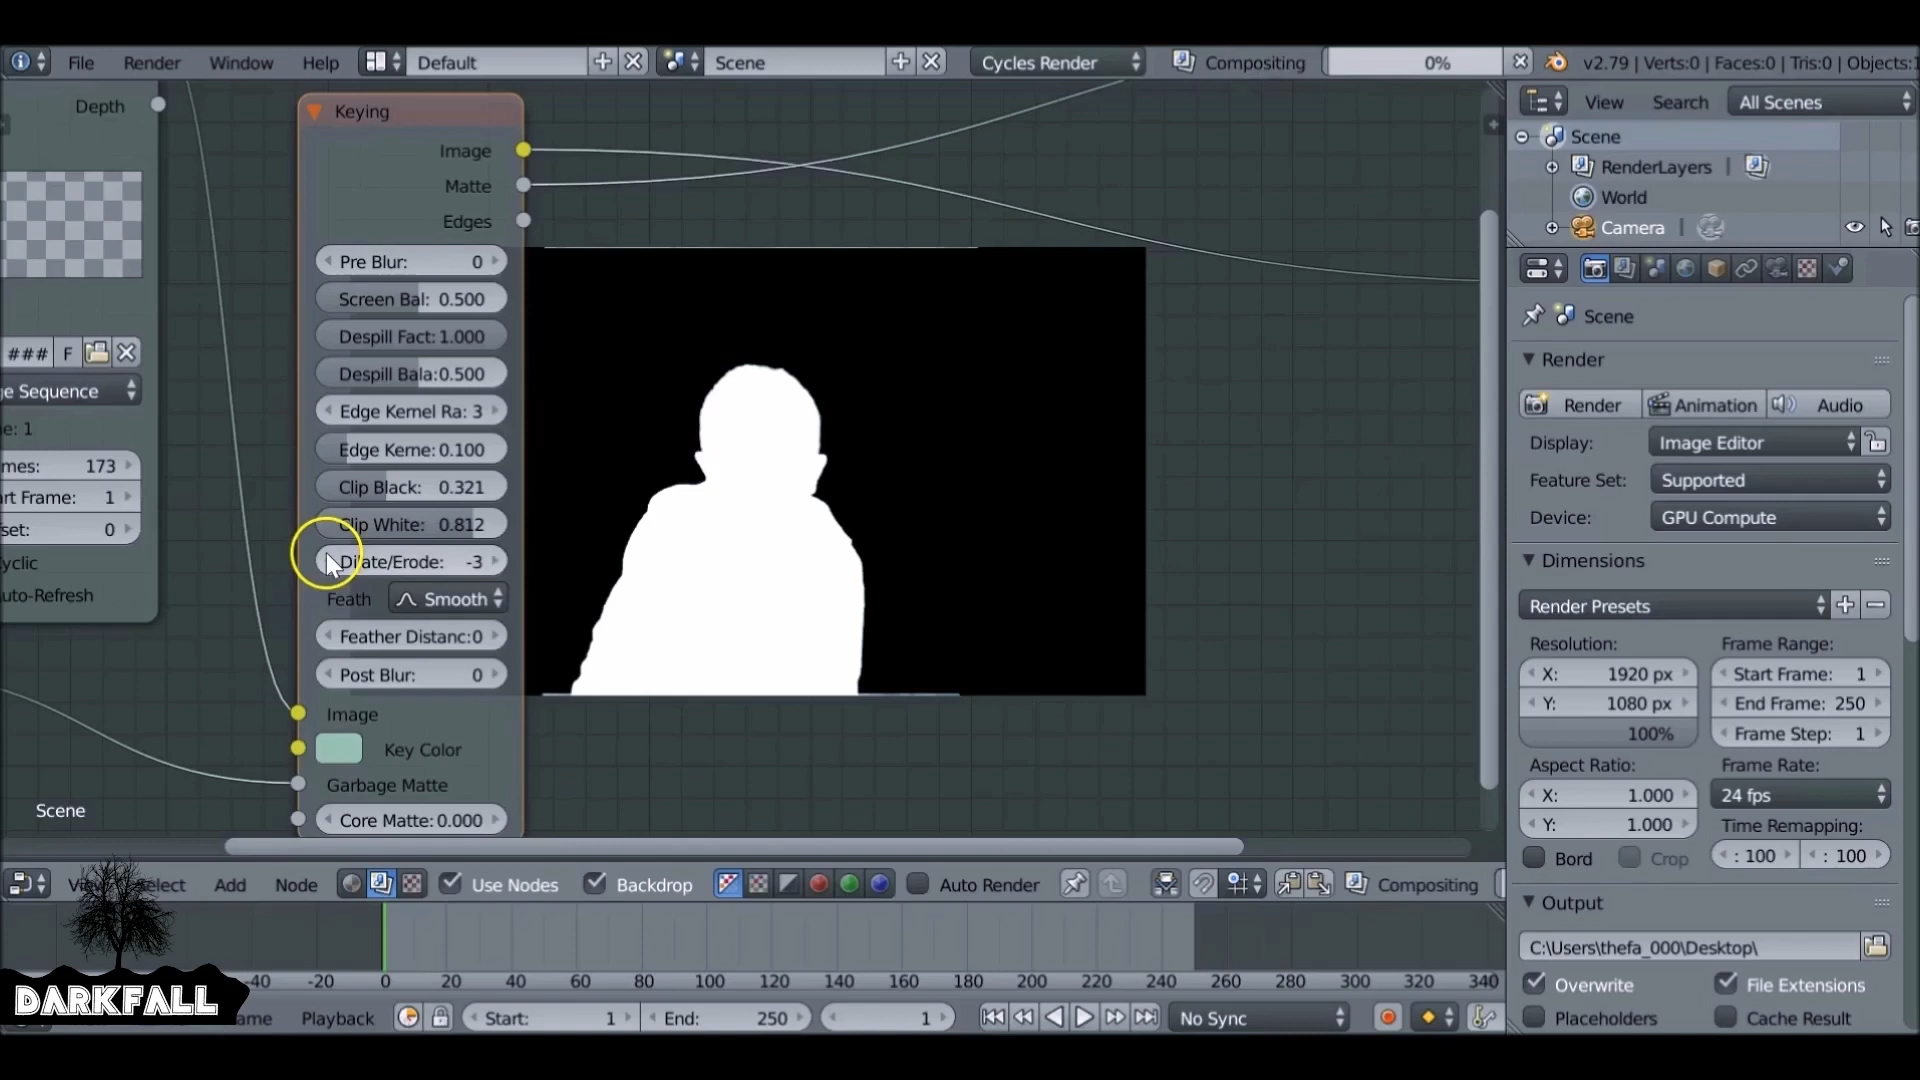 File Render Window Help Default Scene Cycles Render Compositing 0% v2.79 | Verts:0 | Faces:0 | Tris:0 | Objects:1
Depth
### F
ge Sequence
e: 1
mes: 173
art Frame: 1
set: 0
yclic
uto-Refresh
Keying
Image
Matte
Edges
Pre Blur: 0
Screen Bal: 0.500
Despill Fact: 1.000
Despill Bala: 0.500
Edge Kernel Ra: 3
Edge Kerne: 0.100
Clip Black: 0.321
Clip White: 0.812
Dilate/Erode: -3
Feath Smooth
Feather Distanc: 0
Post Blur: 0
Image
Key Color
Garbage Matte
Core Matte: 0.000
Scene
View Select Add Node Use Nodes Backdrop Auto Render Compositing
-40 -20 0 20 40 60 80 100 120 140 160 180 200 220 240 260 280 300 320 340
ame Playback Start: 1 End: 250 1 No Sync
DARKFALL
View Search All Scenes
Scene
RenderLayers
World
Camera
Scene
Render
Render Animation Audio
Display: Image Editor
Feature Set: Supported
Device: GPU Compute
Dimensions
Render Presets
Resolution: Frame Range:
X: 1920 px Start Frame: 1
Y: 1080 px End Frame: 250
100% Frame Step: 1
Aspect Ratio: Frame Rate:
X: 1.000 24 fps
Y: 1.000 Time Remapping:
Bord Crop : 100 : 100
Output
C:\Users\thefa_000\Desktop\
Overwrite File Extensions
Placeholders Cache Result